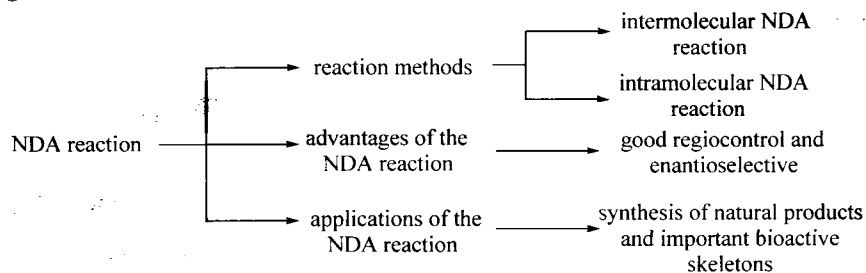 intermolecular NDA
reaction
reaction methods
intramolecular NDA
reaction
NDA reaction
advantages of the
NDA reaction
good regiocontrol and
enantioselective
applications of the
NDA reaction
synthesis of natural products
and important bioactive
skeletons